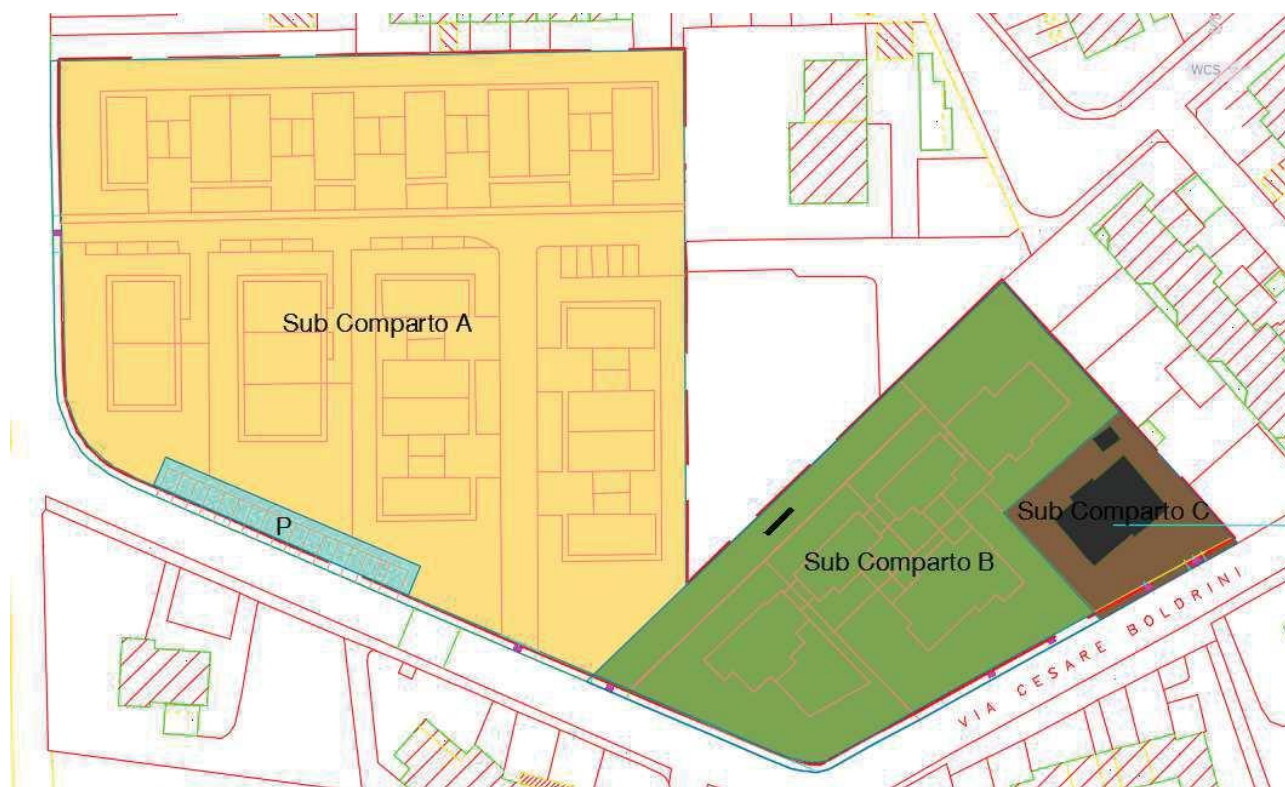 WCS
Sub Comparto A
Sub Comparto C
P
Sub Comparto B
VIA CESARE BOLDRINI